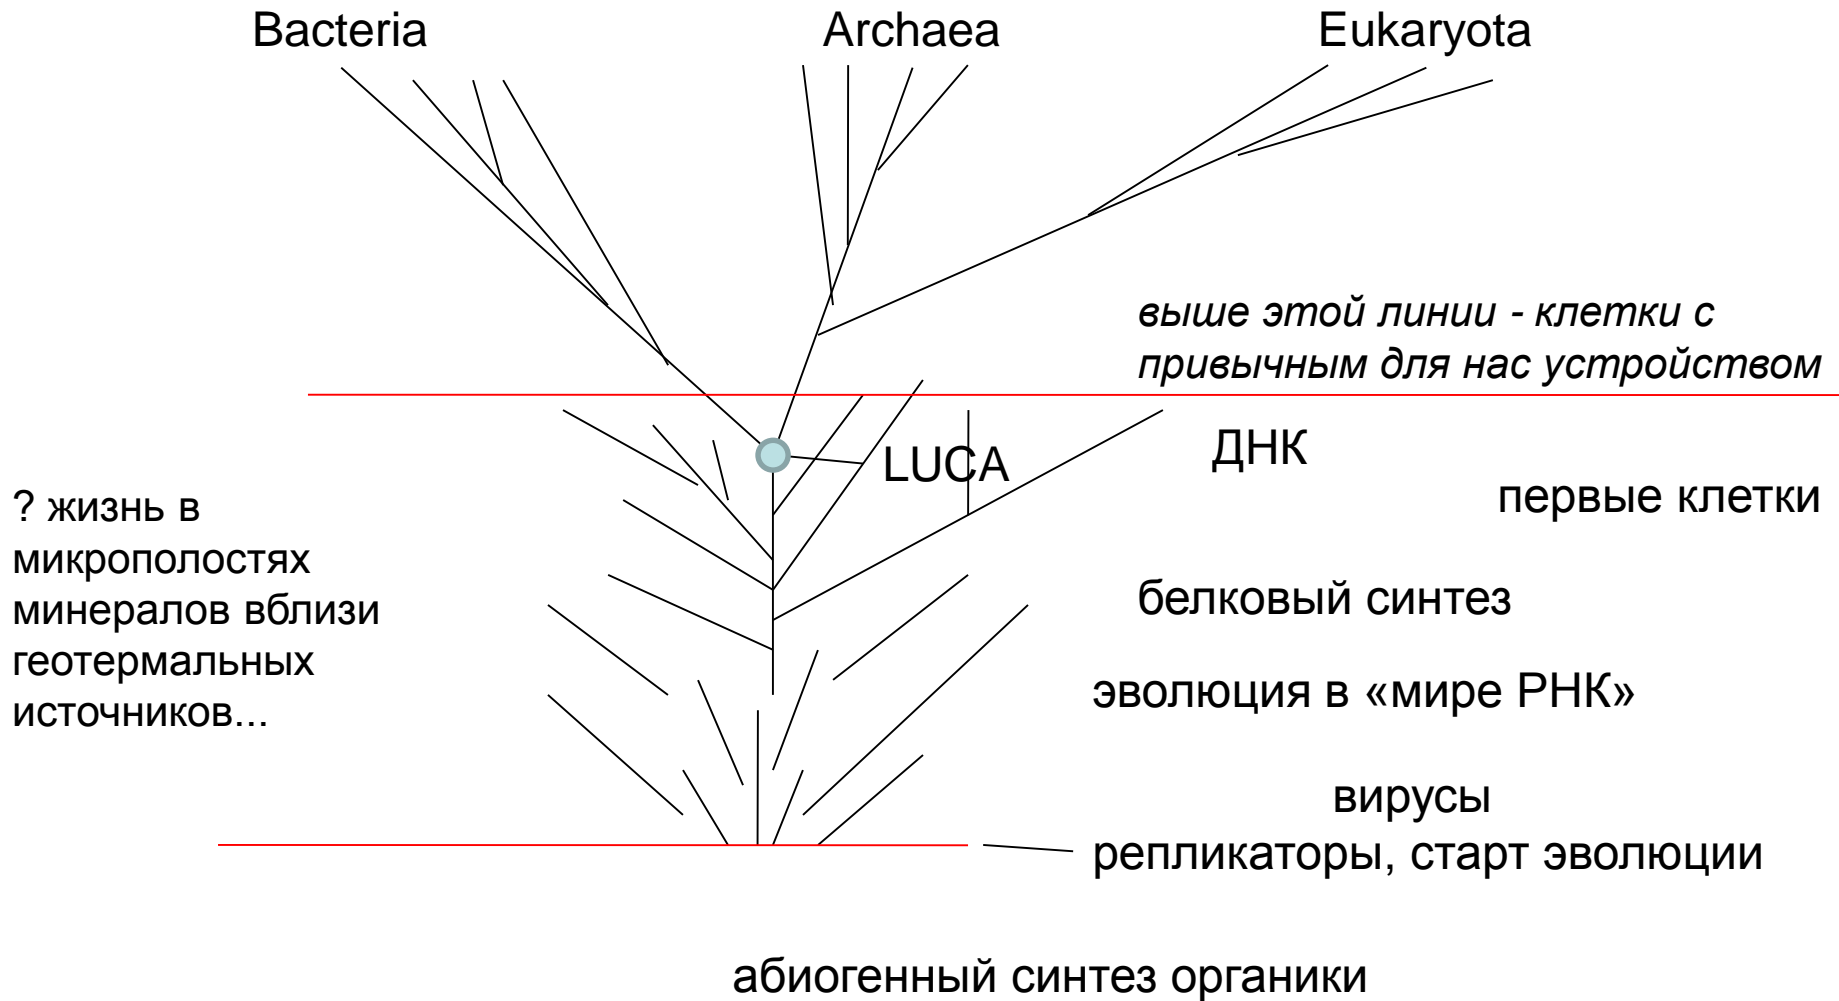 Bacteria
Archaea
Eukaryota
выше этой линии - клетки с
привычным для нас устройством
LUCA
ДНК
первые клетки
? жизнь в
микрополостях
минералов вблизи
геотермальных
источников...
белковый синтез
эволюция в «мире РНК»
вирусы
репликаторы, старт эволюции
абиогенный синтез органики